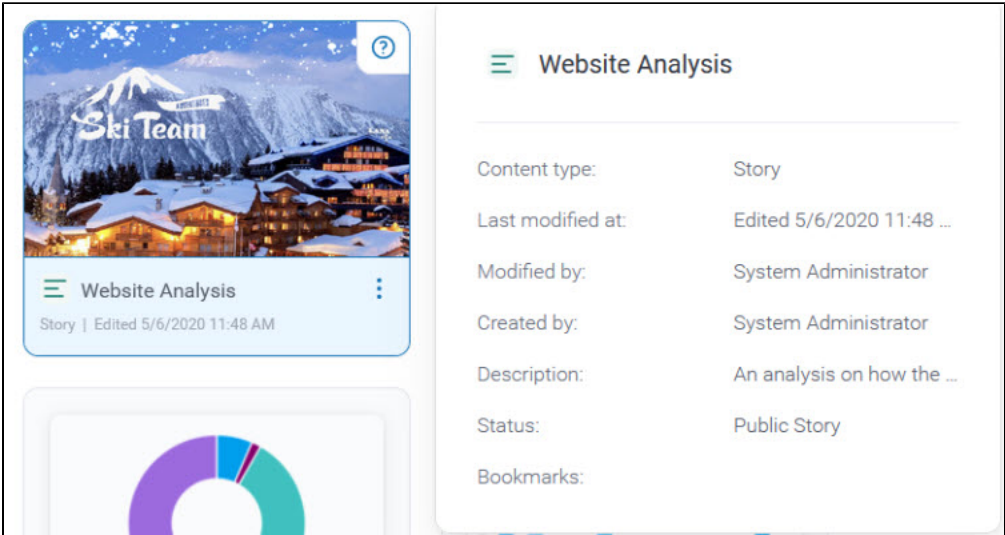 Ski Team
Website Analysis
Story | Edited 5/6/2020 11:48 AM
Website Analysis
Content type: Story
Last modified at: Edited 5/6/2020 11:48 ...
Modified by: System Administrator
Created by: System Administrator
Description: An analysis on how the ...
Status: Public Story
Bookmarks: